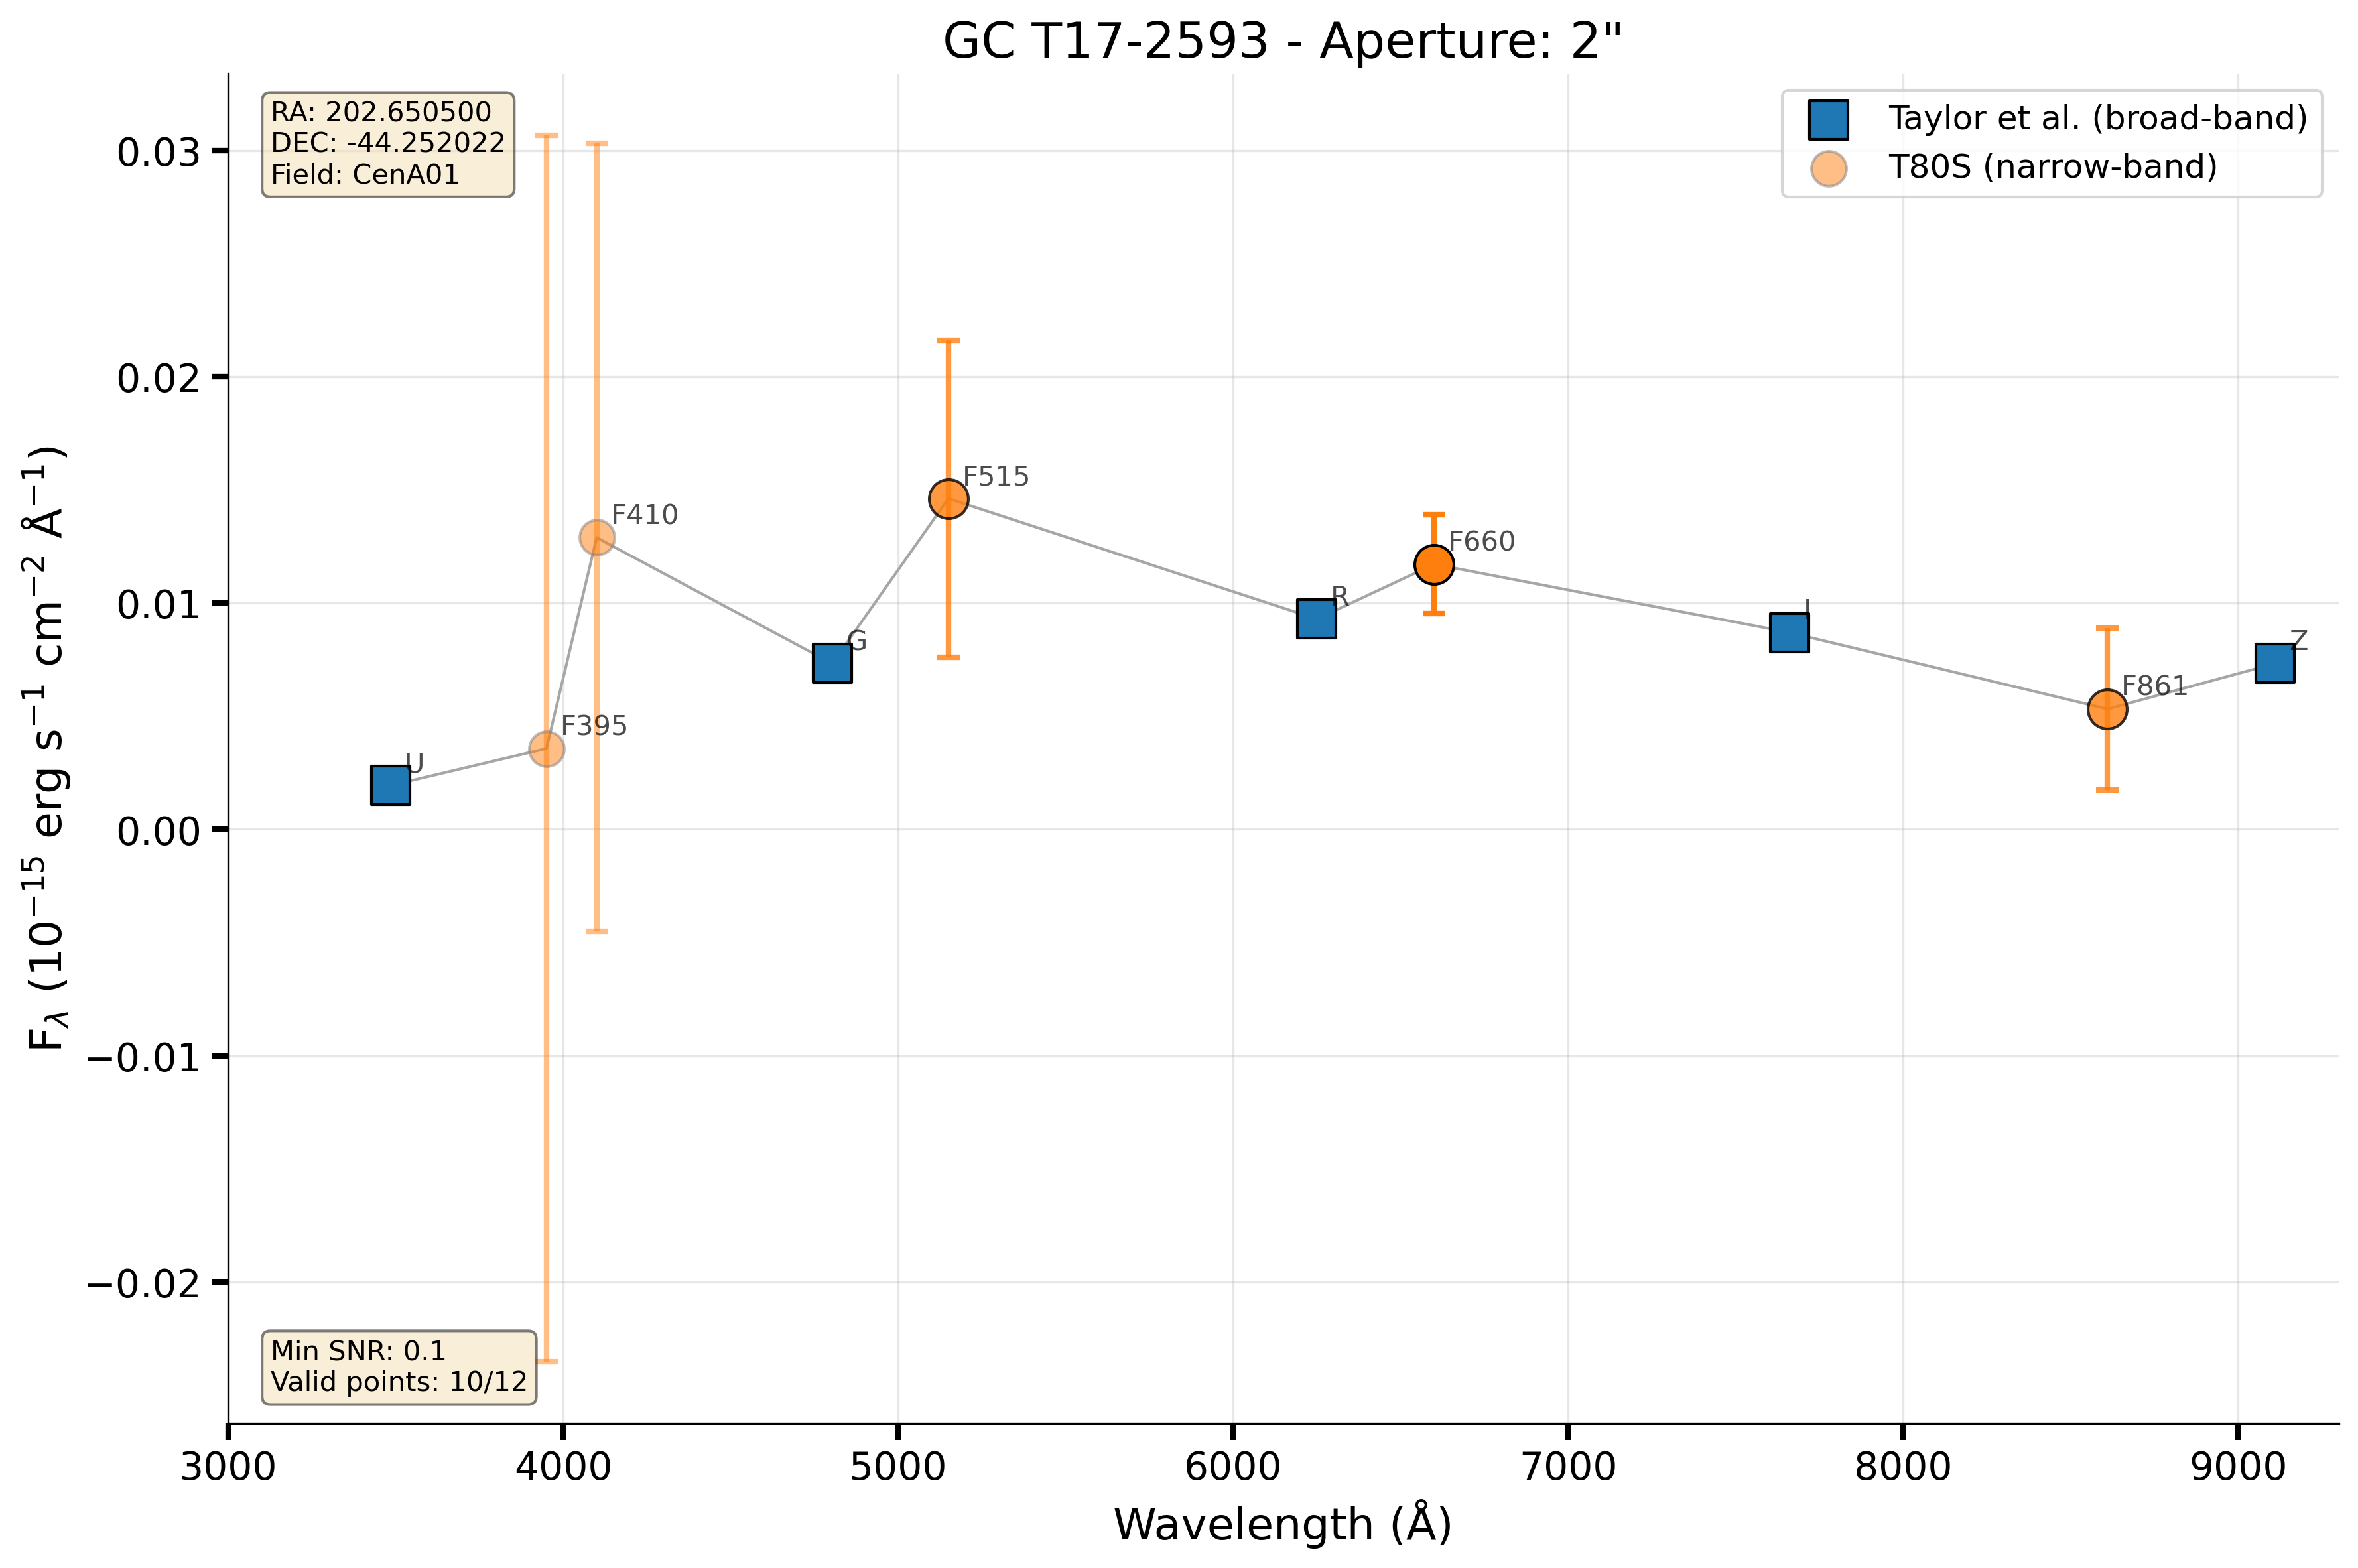 GC T17-2593 - Aperture: 2"
RA: 202.650500
DEC: -44.252022
Field: CenA01
Taylor et al. (broad-band)
T80S (narrow-band)
0.03
0.02
0.01
0.00
−0.01
−0.02
F515
F410
F660
R
I
G
F395
U
F861
Z
Min SNR: 0.1
Valid points: 10/12
3000 4000 5000 6000 7000 8000 9000
Wavelength (Å)
Fλ (10⁻¹⁵ erg s⁻¹ cm⁻² Å⁻¹)